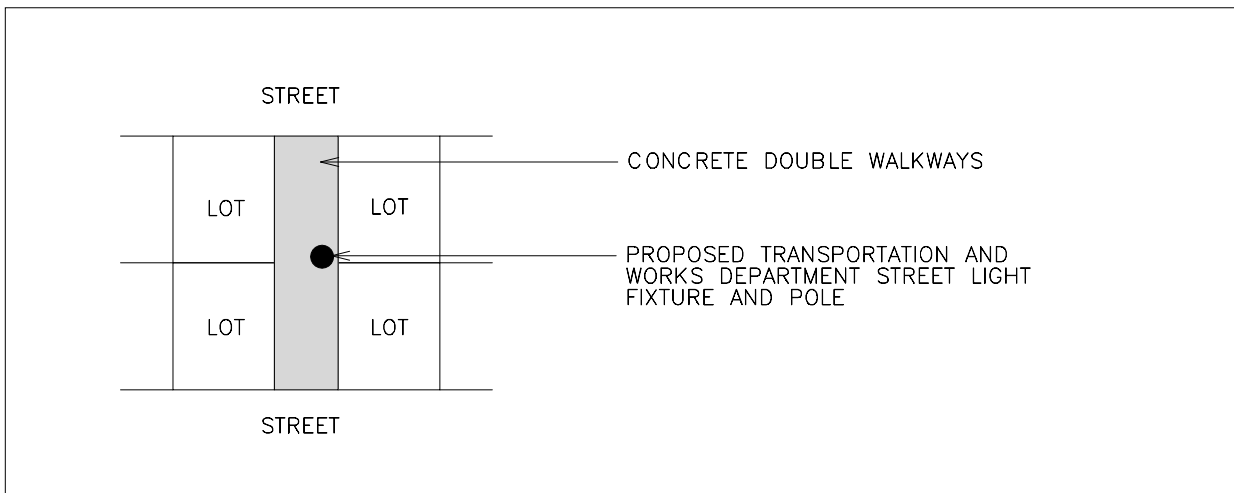 STREET
CONCRETE DOUBLE WALKWAYS
LOT
LOT
PROPOSED TRANSPORTATION AND
WORKS DEPARTMENT STREET LIGHT
FIXTURE AND POLE
LOT
LOT
STREET